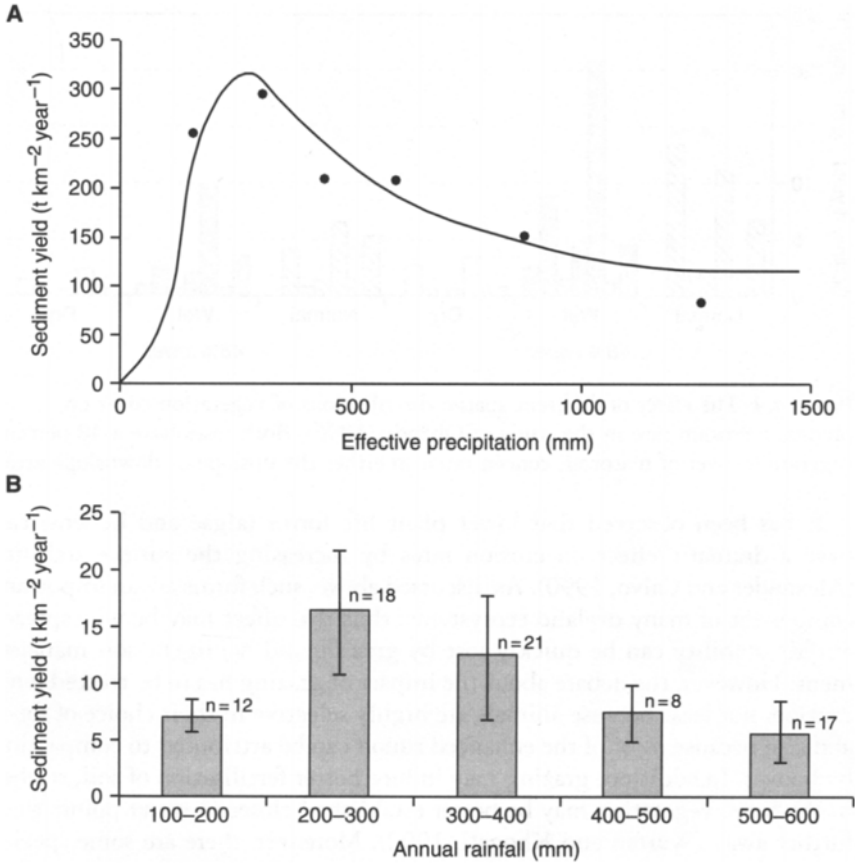 A
Sediment yield (t km⁻² year⁻¹)
350
300
250
200
150
100
50
0
0
500
1000
1500
Effective precipitation (mm)
B
Sediment yield (t km⁻² year⁻¹)
25
20
15
10
5
0
n=12
n=18
n=21
n=8
n=17
100–200
200–300
300–400
400–500
500–600
Annual rainfall (mm)